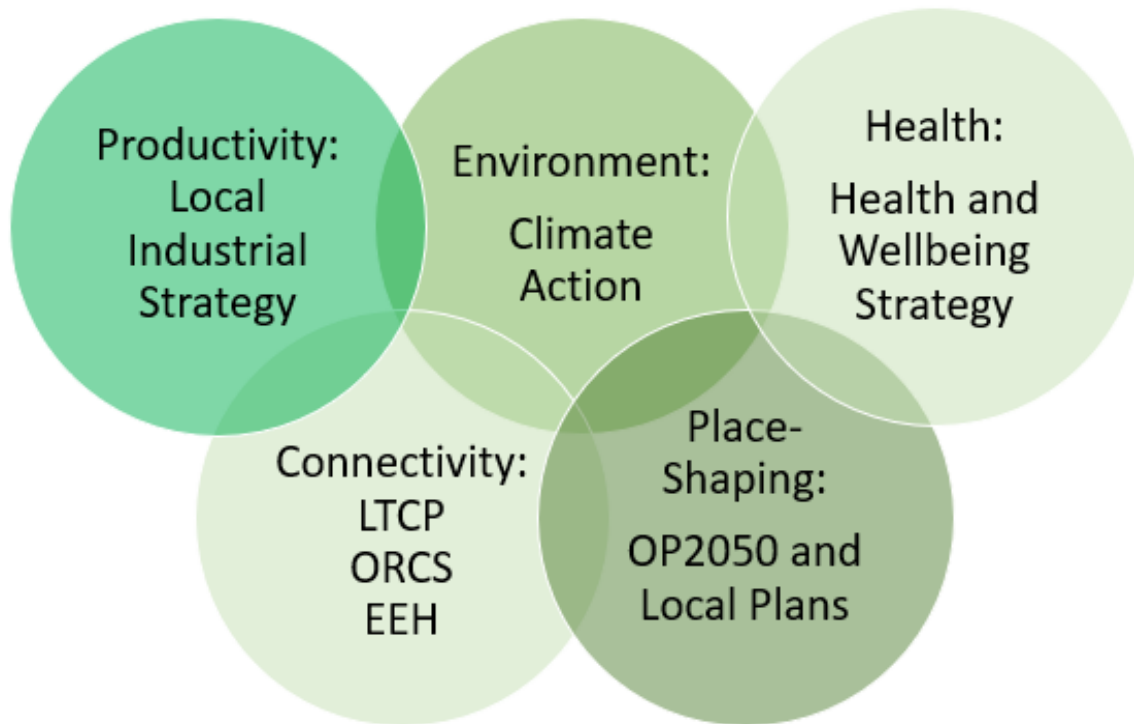 Productivity:
Local
Industrial
Strategy
Environment:
Climate
Action
Health:
Health and
Wellbeing
Strategy
Connectivity:
LTCP
ORCS
EEH
Place-
Shaping:
OP2050 and
Local Plans